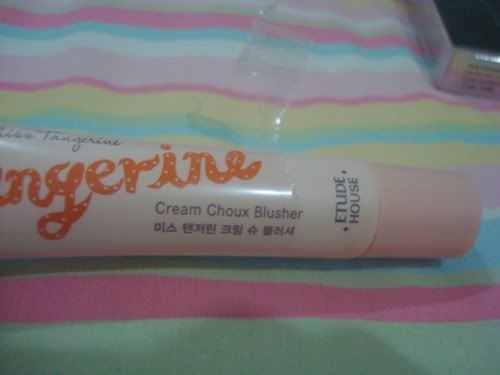 Miss Tangerine
angerine
Cream Choux Blusher
미스 탠저린 크림 슈 블러셔
ETUDE
HOUSE